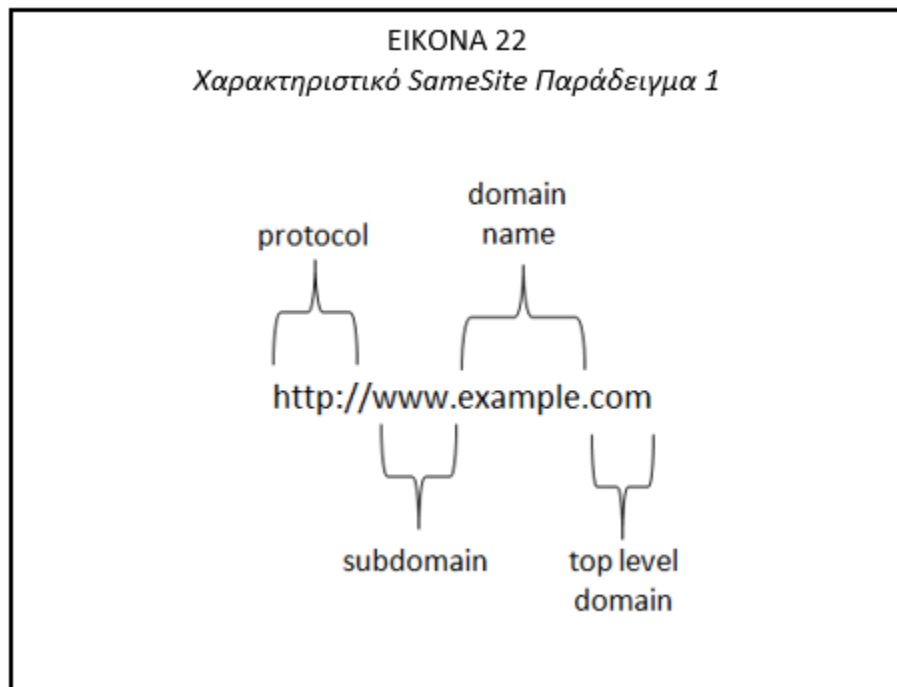 ΕΙΚΟΝΑ 22
Χαρακτηριστικό SameSite Παράδειγμα 1
domain
name
protocol
http://www.example.com
subdomain
top level
domain